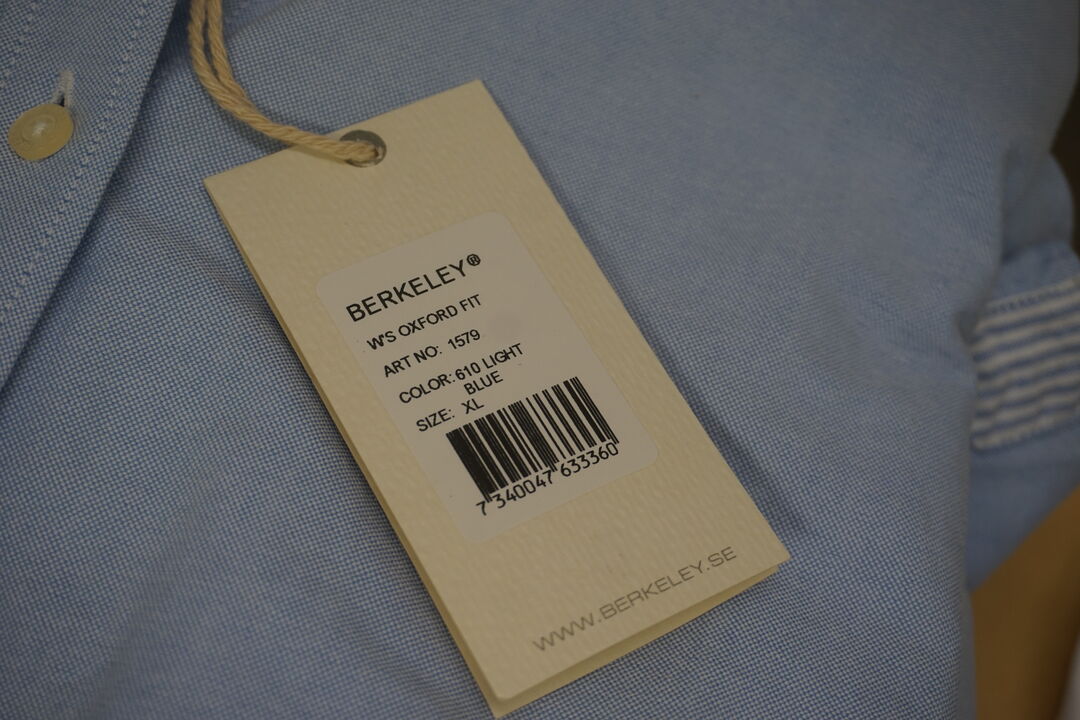 BERKELEY®
W'S OXFORD FIT
ART NO: 1579
COLOR: 610 LIGHT
BLUE
SIZE: XL
7 340047 633360
WWW.BERKELEY.SE